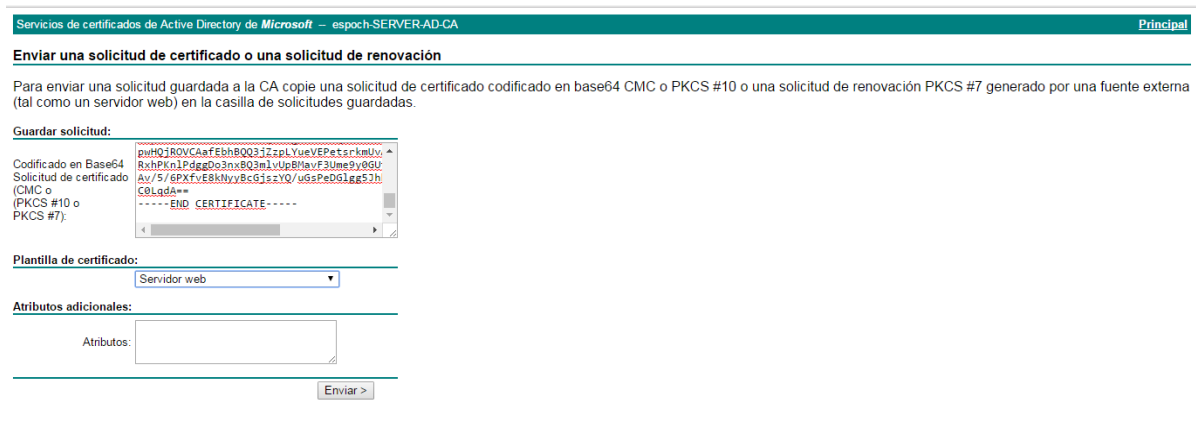 Servicios de certificados de Active Directory de Microsoft -- espoch-SERVER-AD-CA Principal
Enviar una solicitud de certificado o una solicitud de renovación
Para enviar una solicitud guardada a la CA copie una solicitud de certificado codificado en base64 CMC o PKCS #10 o una solicitud de renovación PKCS #7 generado por una fuente externa
(tal como un servidor web) en la casilla de solicitudes guardadas.
Guardar solicitud:
Codificado en Base64
Solicitud de certificado
(CMC o
(PKCS #10 o
PKCS #7):
pwHQjROVCAafEbhBQQ3jZzpLYueVEPetsrkmUv
RxhPKnlPdggDo3nxBQ3mlvUpBMavF3Ume9y0GU
Av/5/6PXfvE8kNyyBcGjszYQ/uGsPeDGlgg5Jh
C0LqdA==
-----END CERTIFICATE-----
Plantilla de certificado:
Servidor web
Atributos adicionales:
Atributos:
Enviar >